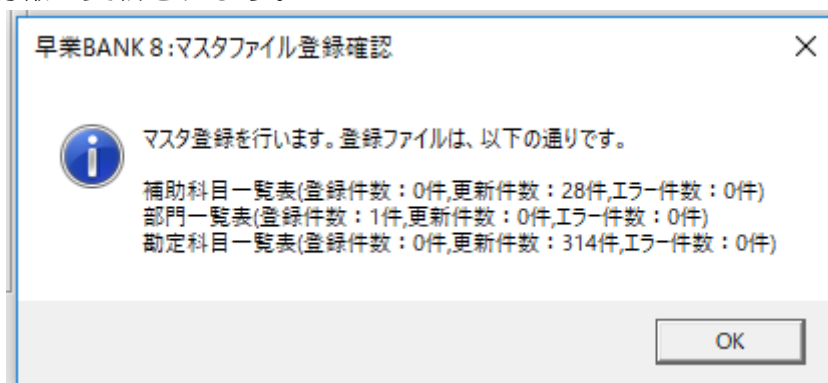 早業BANK 8:マスタファイル登録確認
マスタ登録を行います。登録ファイルは、以下の通りです。
補助科目一覧表(登録件数：0件,更新件数：28件,エラー件数：0件)
部門一覧表(登録件数：1件,更新件数：0件,エラー件数：0件)
勘定科目一覧表(登録件数：0件,更新件数：314件,エラー件数：0件)
OK